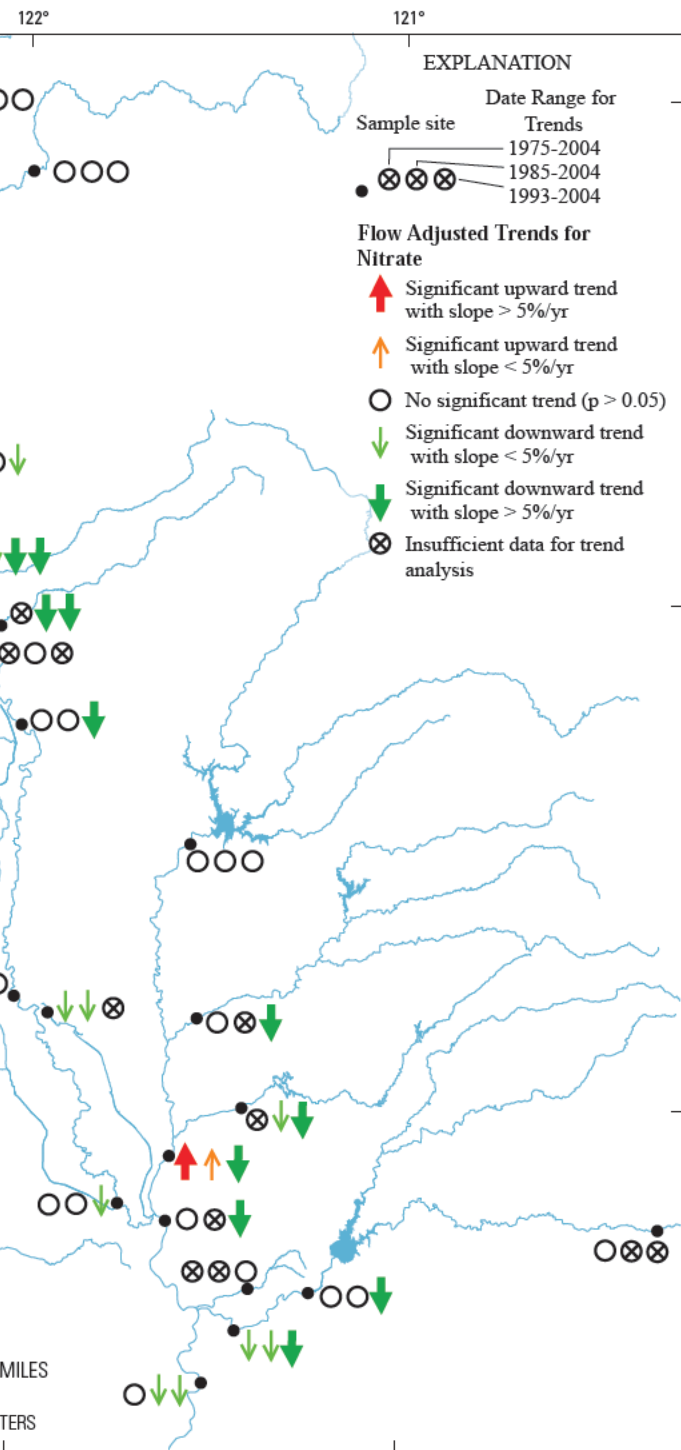 122°
121°
EXPLANATION
Date Range for
Trends
Sample site
1975-2004
1985-2004
1993-2004
Flow Adjusted Trends for
Nitrate
Significant upward trend
with slope > 5%/yr
Significant upward trend
with slope < 5%/yr
No significant trend (p > 0.05)
Significant downward trend
with slope < 5%/yr
Significant downward trend
with slope > 5%/yr
Insufficient data for trend
analysis
MILES
TERS